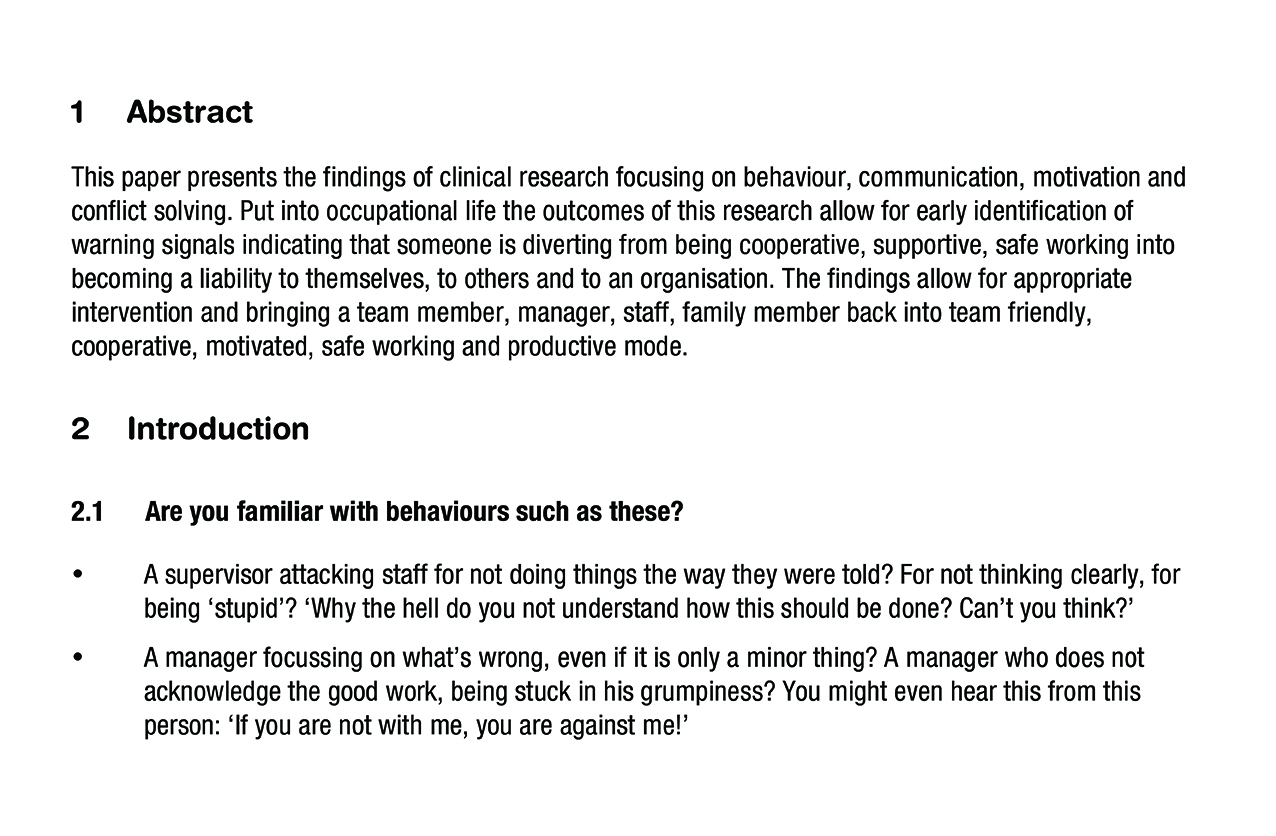 1 Abstract
This paper presents the findings of clinical research focusing on behaviour, communication, motivation and
conflict solving. Put into occupational life the outcomes of this research allow for early identification of
warning signals indicating that someone is diverting from being cooperative, supportive, safe working into
becoming a liability to themselves, to others and to an organisation. The findings allow for appropriate
intervention and bringing a team member, manager, staff, family member back into team friendly,
cooperative, motivated, safe working and productive mode.
2 Introduction
2.1 Are you familiar with behaviours such as these?
• A supervisor attacking staff for not doing things the way they were told? For not thinking clearly, for
being ‘stupid’? ‘Why the hell do you not understand how this should be done? Can’t you think?’
• A manager focussing on what’s wrong, even if it is only a minor thing? A manager who does not
acknowledge the good work, being stuck in his grumpiness? You might even hear this from this
person: ‘If you are not with me, you are against me!’